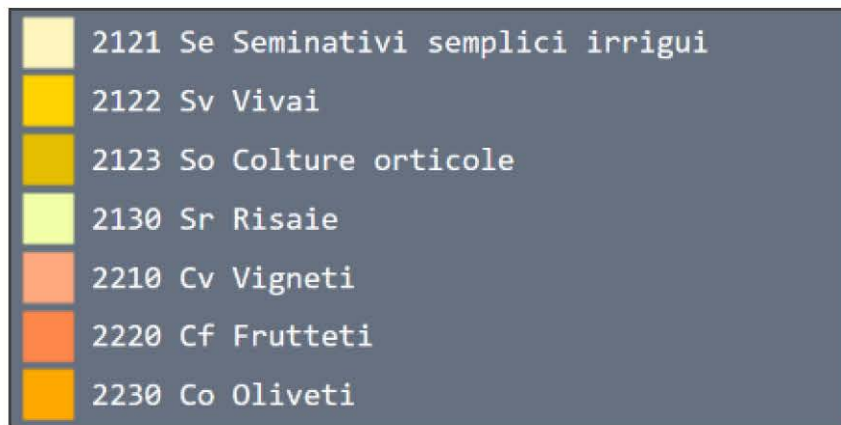 2121 Se Seminativi semplici irrigui
2122 Sv Vivai
2123 So Colture orticole
2130 Sr Risaie
2210 Cv Vigneti
2220 Cf Frutteti
2230 Co Oliveti